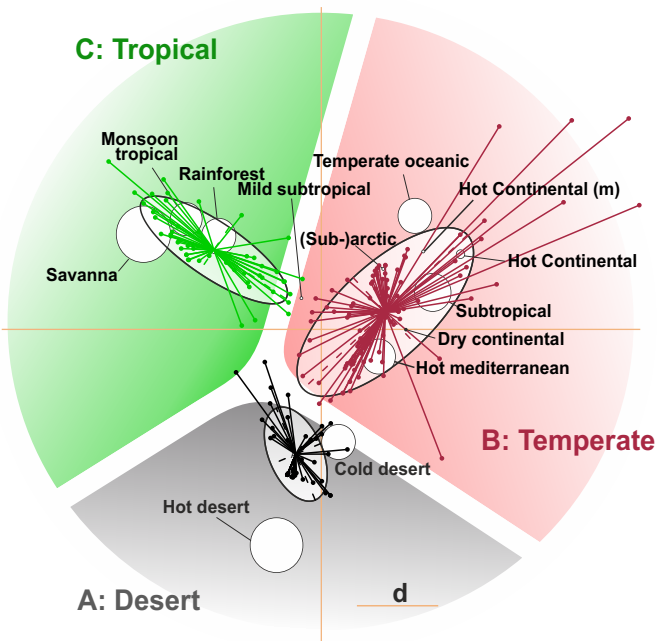 C: Tropical
Monsoon
tropical
Rainforest
Mild subtropical
Temperate oceanic
Hot Continental (m)
(Sub-)arctic
Hot Continental
Savanna
Subtropical
Dry continental
Hot mediterranean
B: Temperate
Cold desert
Hot desert
A: Desert
d